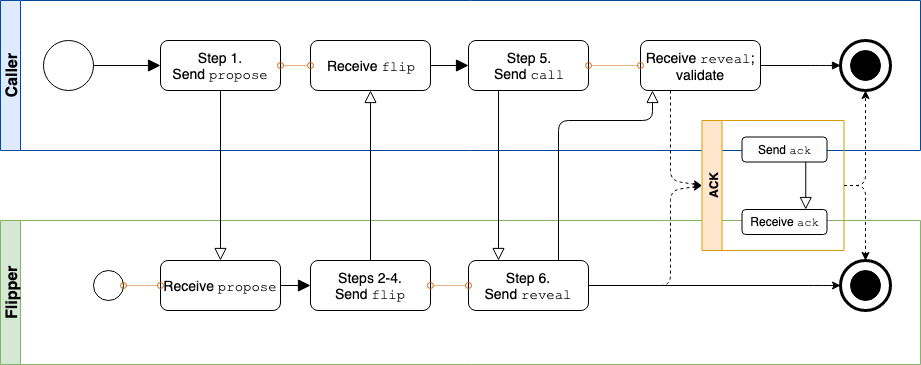 Caller
Step 1.
Send propose
Receive flip
Step 5.
Send call
Receive reveal;
validate
ACK
Send ack
Receive ack
Flipper
Receive propose
Steps 2-4.
Send flip
Step 6.
Send reveal